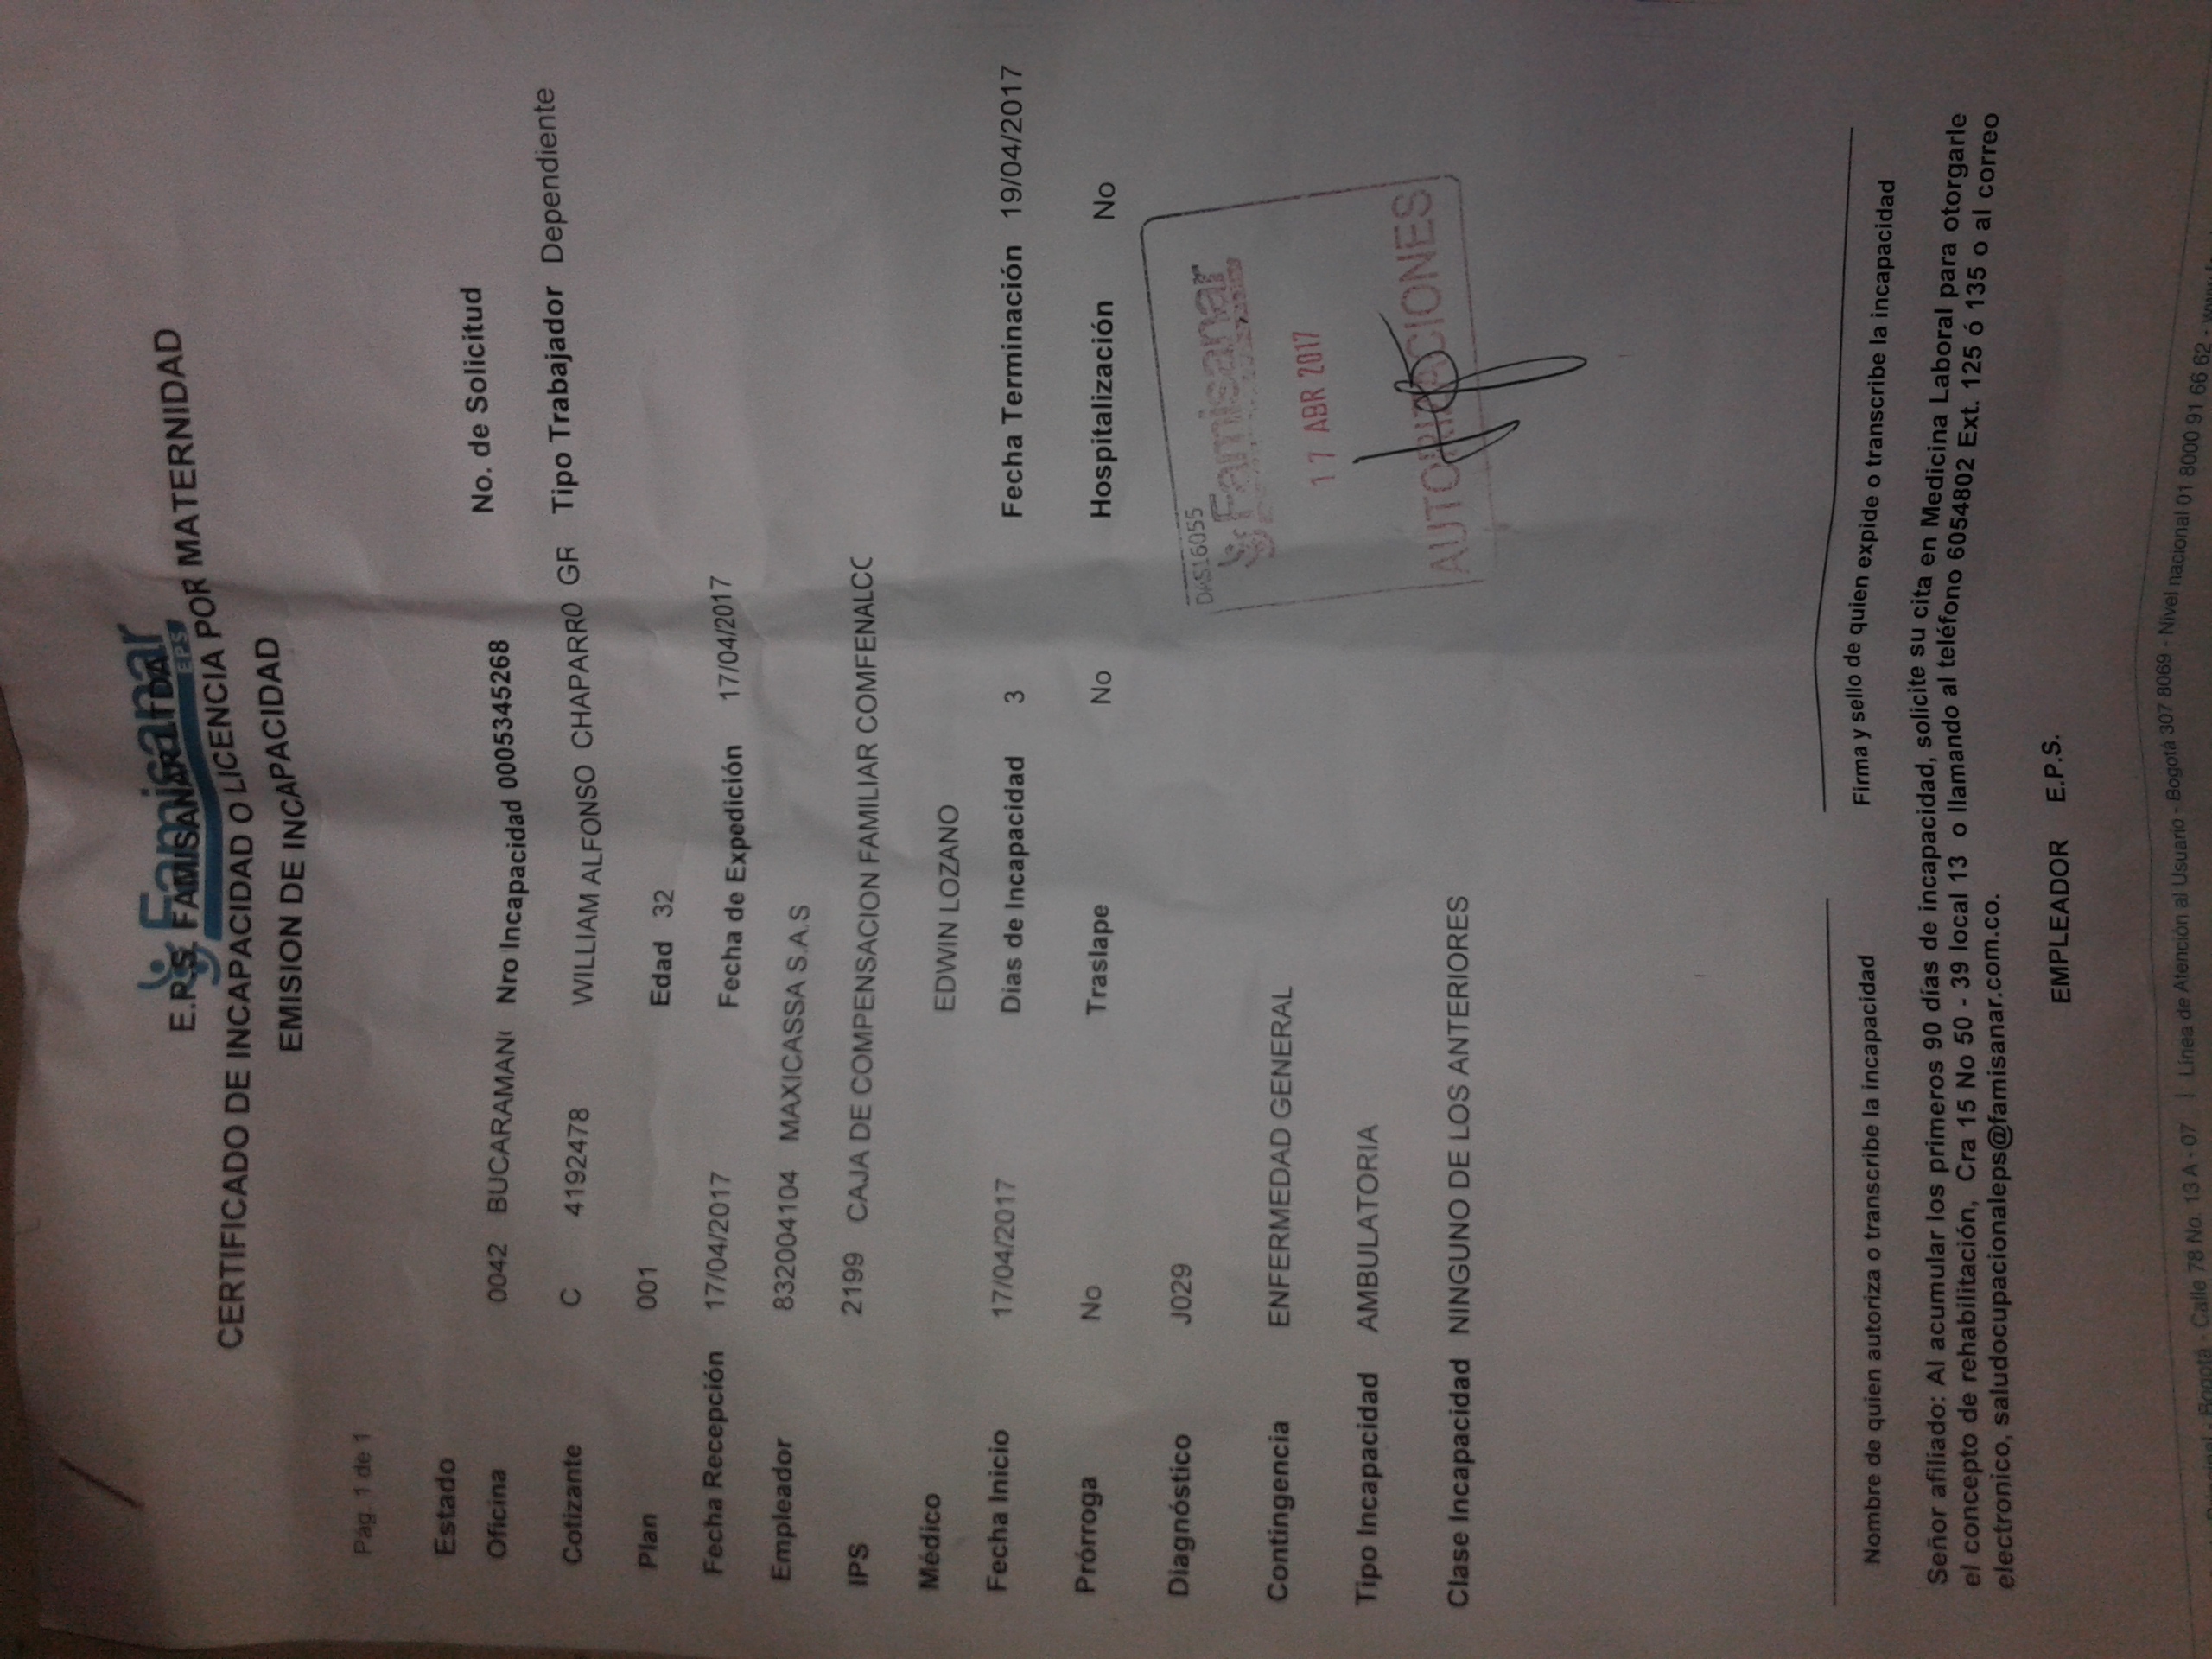 Famisanar
EPS
E.P.S. FAMISANAR LTDA
CERTIFICADO DE INCAPACIDAD O LICENCIA POR MATERNIDAD
EMISION DE INCAPACIDAD
Pág. 1 de 1
Estado
Oficina 0042 BUCARAMAN Nro Incapacidad 0005345268 No. de Solicitud
Cotizante C 4192478 WILLIAM ALFONSO CHAPARRO GR Tipo Trabajador Dependiente
Plan 001 Edad 32
Fecha Recepción 17/04/2017 Fecha de Expedición 17/04/2017
Empleador 832004104 MAXICASSA S.A.S
IPS 2199 CAJA DE COMPENSACION FAMILIAR COMFENALCO
Médico EDWIN LOZANO
Fecha Inicio 17/04/2017 Dias de Incapacidad 3 Fecha Terminación 19/04/2017
Prórroga No Traslape No Hospitalización No
Diagnóstico J029
Contingencia ENFERMEDAD GENERAL
Tipo Incapacidad AMBULATORIA
Clase Incapacidad NINGUNO DE LOS ANTERIORES
DAS16055
Famisanar
17 ABR 2017
AUTORIZACIONES
Nombre de quien autoriza o transcribe la incapacidad Firma y sello de quien expide o transcribe la incapacidad
Señor afiliado: Al acumular los primeros 90 días de incapacidad, solicite su cita en Medicina Laboral para otorgarle
el concepto de rehabilitación, Cra 15 No 50 - 39 local 13 o llamando al teléfono 6054802 Ext. 125 ó 135 o al correo
electronico, saludocupacionaleps@famisanar.com.co.
EMPLEADOR E.P.S.
Bogotá - Calle 78 No. 13 A - 07 | Línea de Atención al Usuario - Bogotá 307 8069 - Nivel nacional 01 8000 91 66 62 -